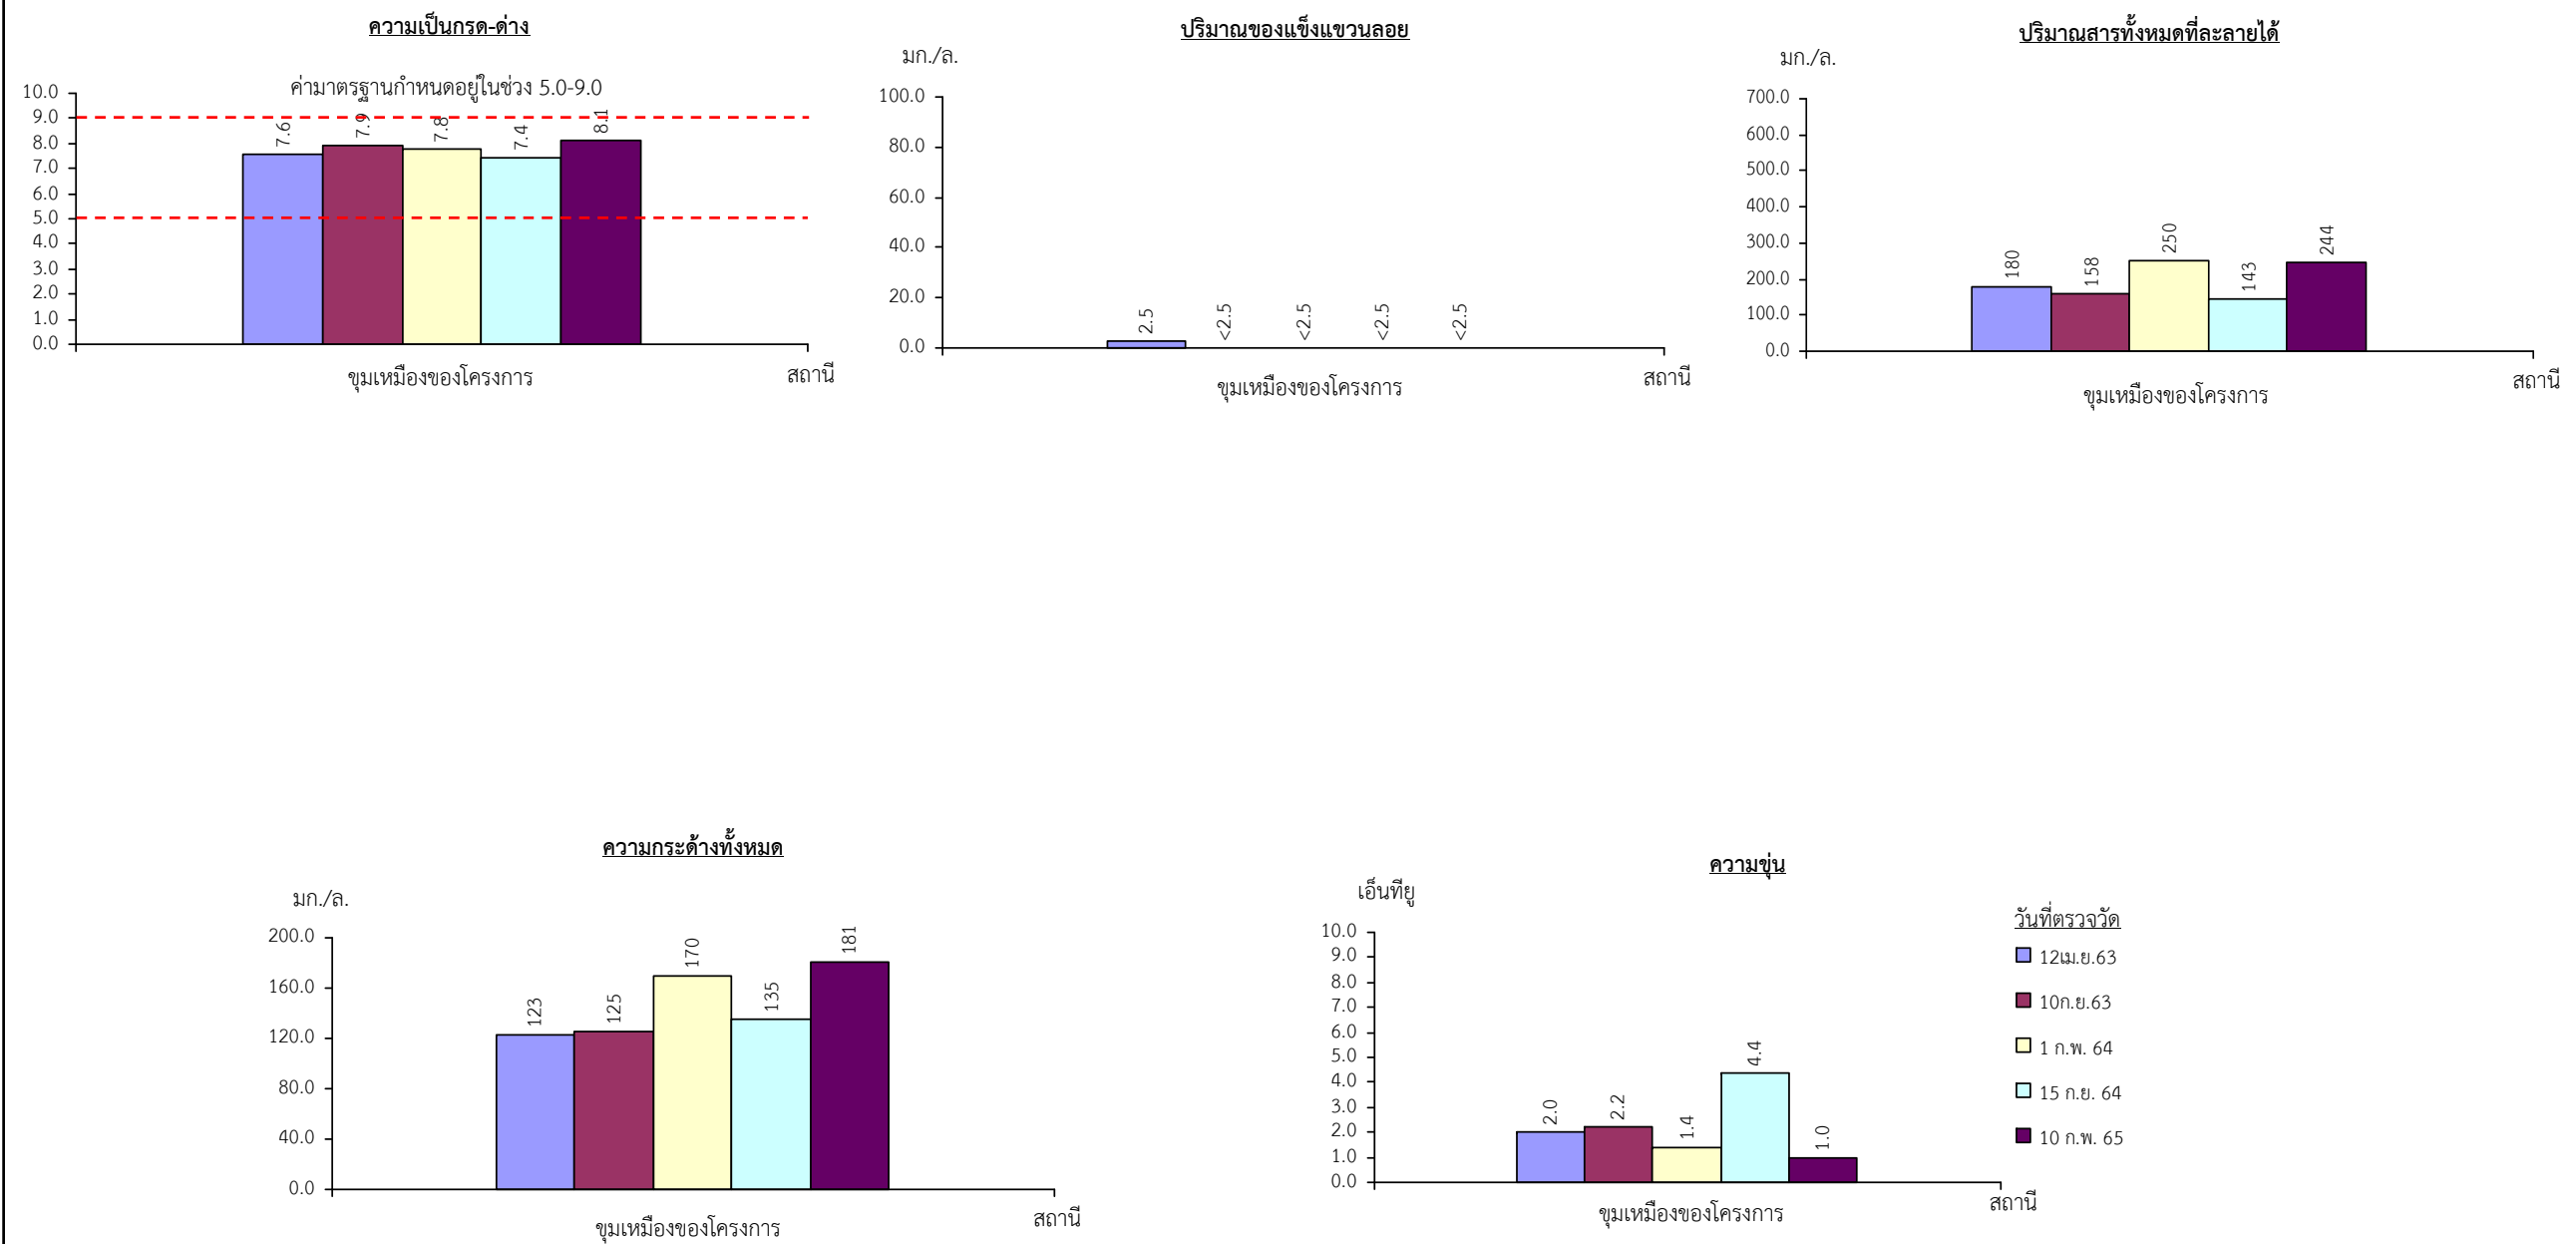 ความเป็นกรด-ด่าง
ค่ามาตรฐานกำหนดอยู่ในช่วง 5.0-9.0
10.0
9.0
8.0
7.0
6.0
5.0
4.0
3.0
2.0
1.0
0.0
7.6
7.9
7.8
7.4
8.1
ขุมเหมืองของโครงการ
สถานี
ปริมาณของแข็งแขวนลอย
มก./ล.
100.0
80.0
60.0
40.0
20.0
0.0
2.5
<2.5
<2.5
<2.5
<2.5
ขุมเหมืองของโครงการ
สถานี
ปริมาณสารทั้งหมดที่ละลายได้
มก./ล.
700.0
600.0
500.0
400.0
300.0
200.0
100.0
0.0
180
158
250
143
244
ขุมเหมืองของโครงการ
สถานี
ความกระด้างทั้งหมด
มก./ล.
200.0
160.0
120.0
80.0
40.0
0.0
123
125
170
135
181
ขุมเหมืองของโครงการ
สถานี
ความขุ่น
เอ็นทียู
10.0
9.0
8.0
7.0
6.0
5.0
4.0
3.0
2.0
1.0
0.0
2.0
2.2
1.4
4.4
1.0
ขุมเหมืองของโครงการ
สถานี
วันที่ตรวจวัด
12เม.ย.63
10ก.ย.63
1 ก.พ. 64
15 ก.ย. 64
10 ก.พ. 65